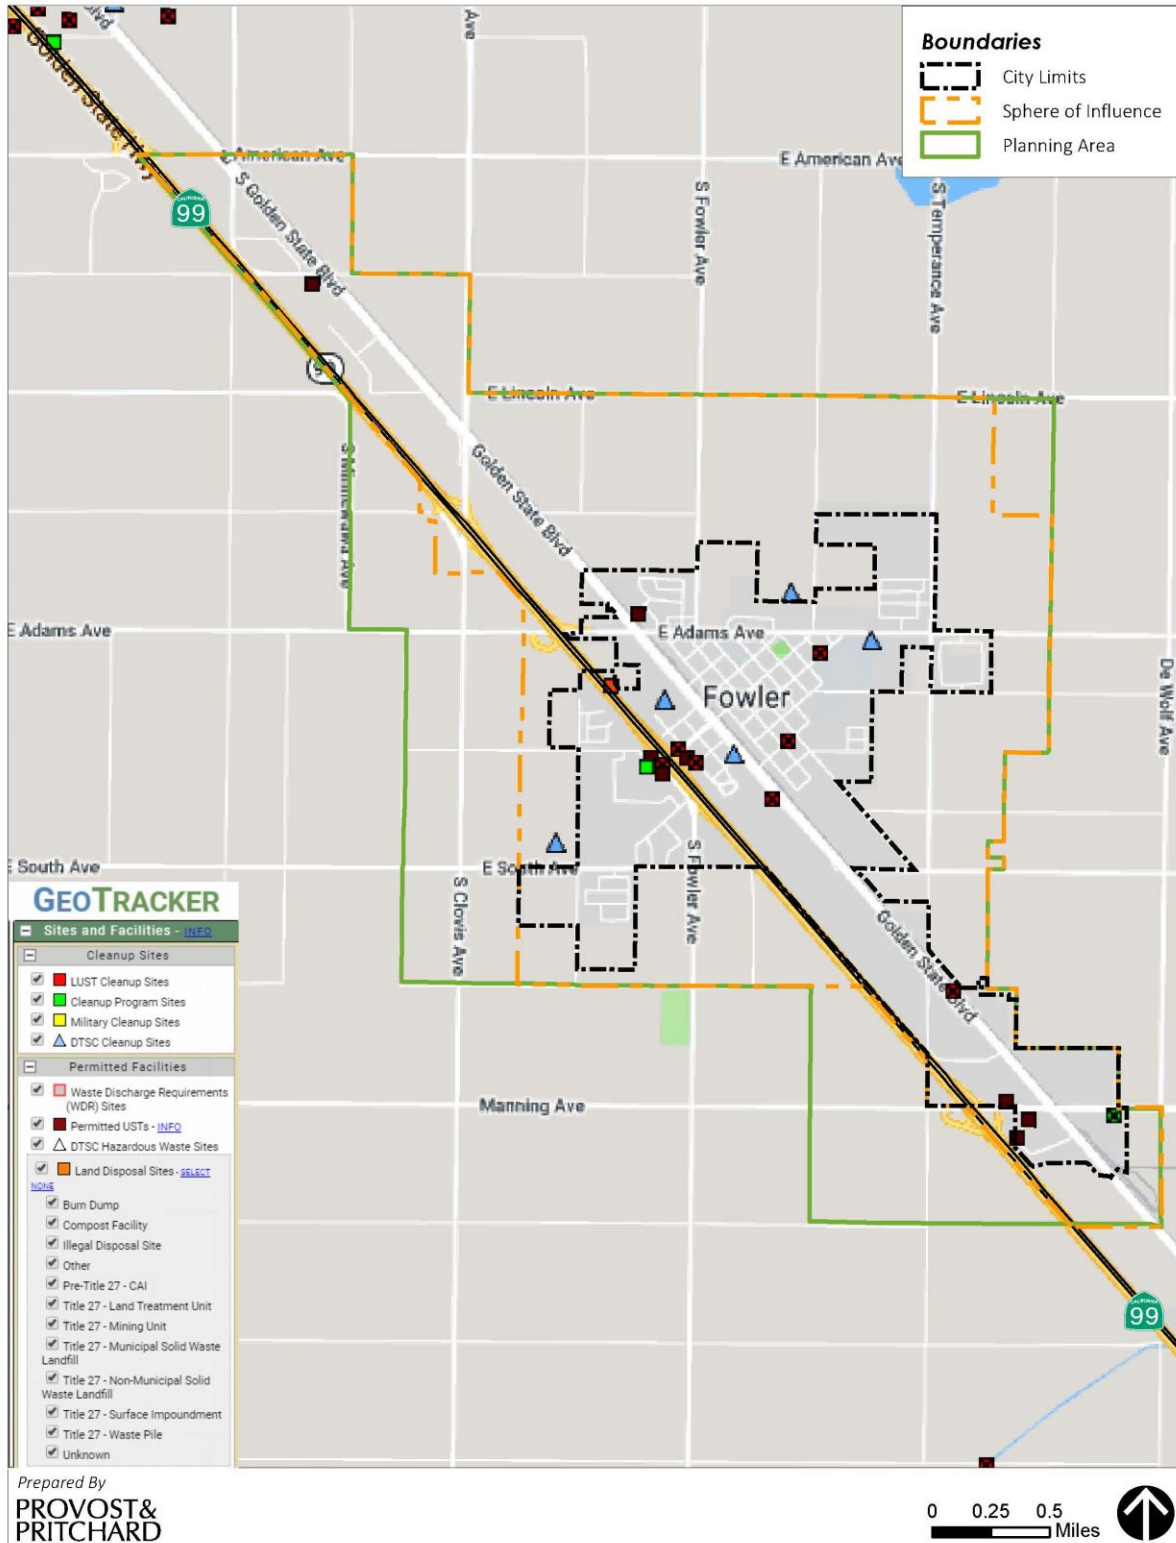 Blvd
Ave
Boundaries
City Limits
Sphere of Influence
Planning Area
Golden State Hwy
E American Ave
E American Ave
99
S Golden State Blvd
S Fowler Ave
S Temperance Ave
E Lincoln Ave
E Lincoln Ave
S Minnewawa Ave
Golden State Blvd
E Adams Ave
E Adams Ave
De Wolf Ave
Fowler
E South Ave
E South Ave
S Clovis Ave
S Fowler Ave
Golden State Blvd
Manning Ave
99
GEOTRACKER
Sites and Facilities - INFO
Cleanup Sites
LUST Cleanup Sites
Cleanup Program Sites
Military Cleanup Sites
DTSC Cleanup Sites
Permitted Facilities
Waste Discharge Requirements
(WDR) Sites
Permitted USTs - INFO
DTSC Hazardous Waste Sites
Land Disposal Sites - SELECT
NONE
Burn Dump
Compost Facility
Illegal Disposal Site
Other
Pre-Title 27 - CAI
Title 27 - Land Treatment Unit
Title 27 - Mining Unit
Title 27 - Municipal Solid Waste
Landfill
Title 27 - Non-Municipal Solid
Waste Landfill
Title 27 - Surface Impoundment
Title 27 - Waste Pile
Unknown
Prepared By
PROVOST&
PRITCHARD
0 0.25 0.5
Miles